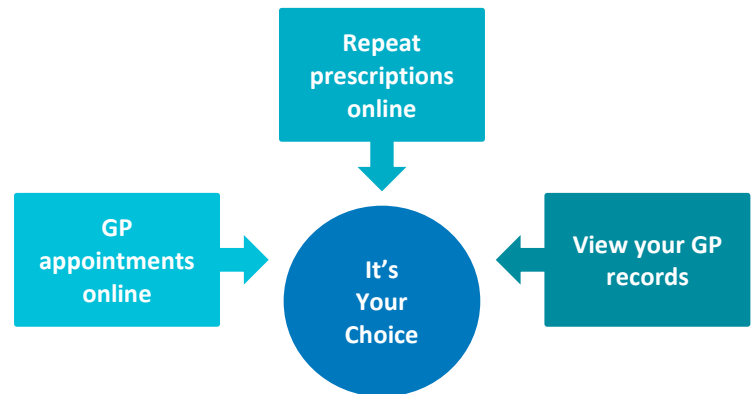 Repeat
prescriptions
online
GP
appointments
online
It’s
Your
Choice
View your GP
records